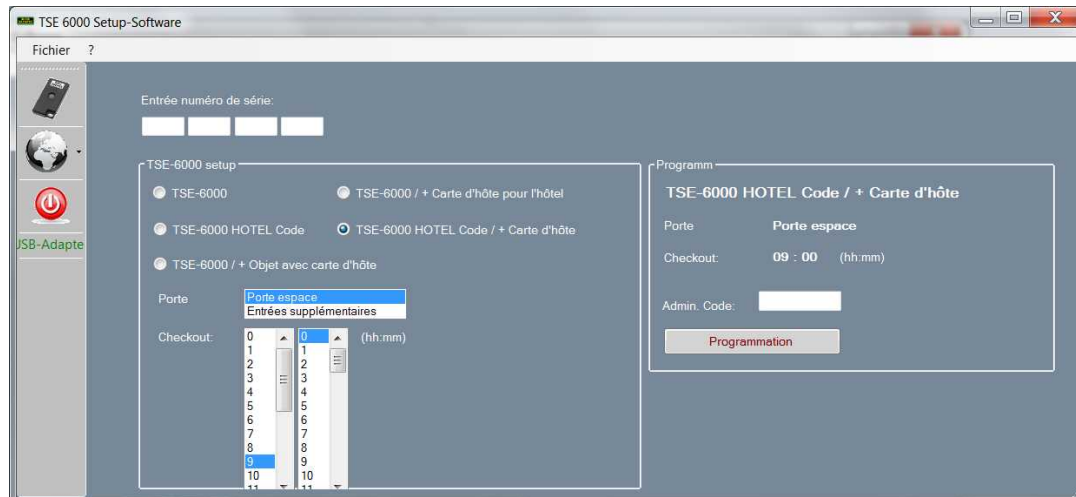 TSE 6000 Setup-Software
Fichier ?
Entrée numéro de série:
TSE-6000 setup
TSE-6000
TSE-6000 / + Carte d'hôte pour l'hôtel
TSE-6000 HOTEL Code
TSE-6000 HOTEL Code / + Carte d'hôte
TSE-6000 / + Objet avec carte d'hôte
Porte
Porte espace
Entrées supplémentaires
Checkout:
0 0 (hh:mm)
1 1
2 2
3 3
4 4
5 5
6 6
7 7
8 8
9 9
10 10
11 11
JSB-Adapte
Programm
TSE-6000 HOTEL Code / + Carte d'hôte
Porte Porte espace
Checkout: 09 : 00 (hh:mm)
Admin. Code:
Programmation